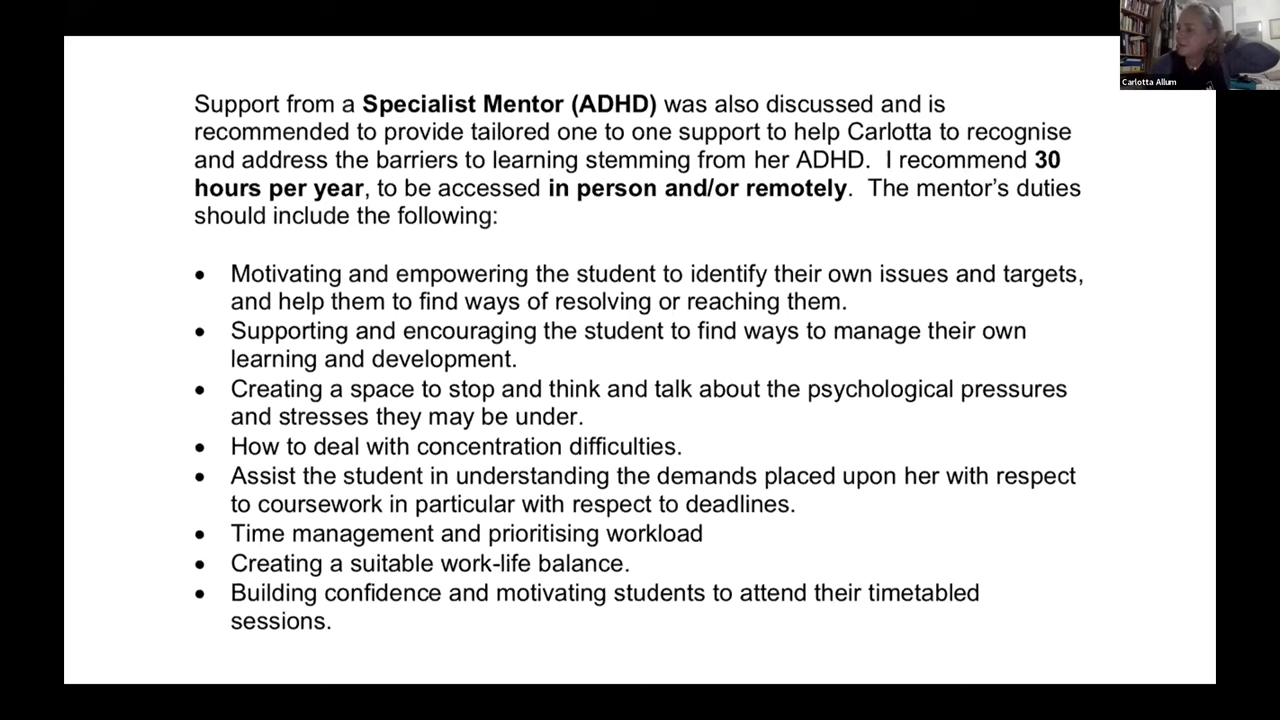 Carlotta Allum
Support from a Specialist Mentor (ADHD) was also discussed and is
recommended to provide tailored one to one support to help Carlotta to recognise
and address the barriers to learning stemming from her ADHD.  I recommend 30
hours per year, to be accessed in person and/or remotely.  The mentor’s duties
should include the following:
• Motivating and empowering the student to identify their own issues and targets,
and help them to find ways of resolving or reaching them.
• Supporting and encouraging the student to find ways to manage their own
learning and development.
• Creating a space to stop and think and talk about the psychological pressures
and stresses they may be under.
• How to deal with concentration difficulties.
• Assist the student in understanding the demands placed upon her with respect
to coursework in particular with respect to deadlines.
• Time management and prioritising workload
• Creating a suitable work-life balance.
• Building confidence and motivating students to attend their timetabled
sessions.